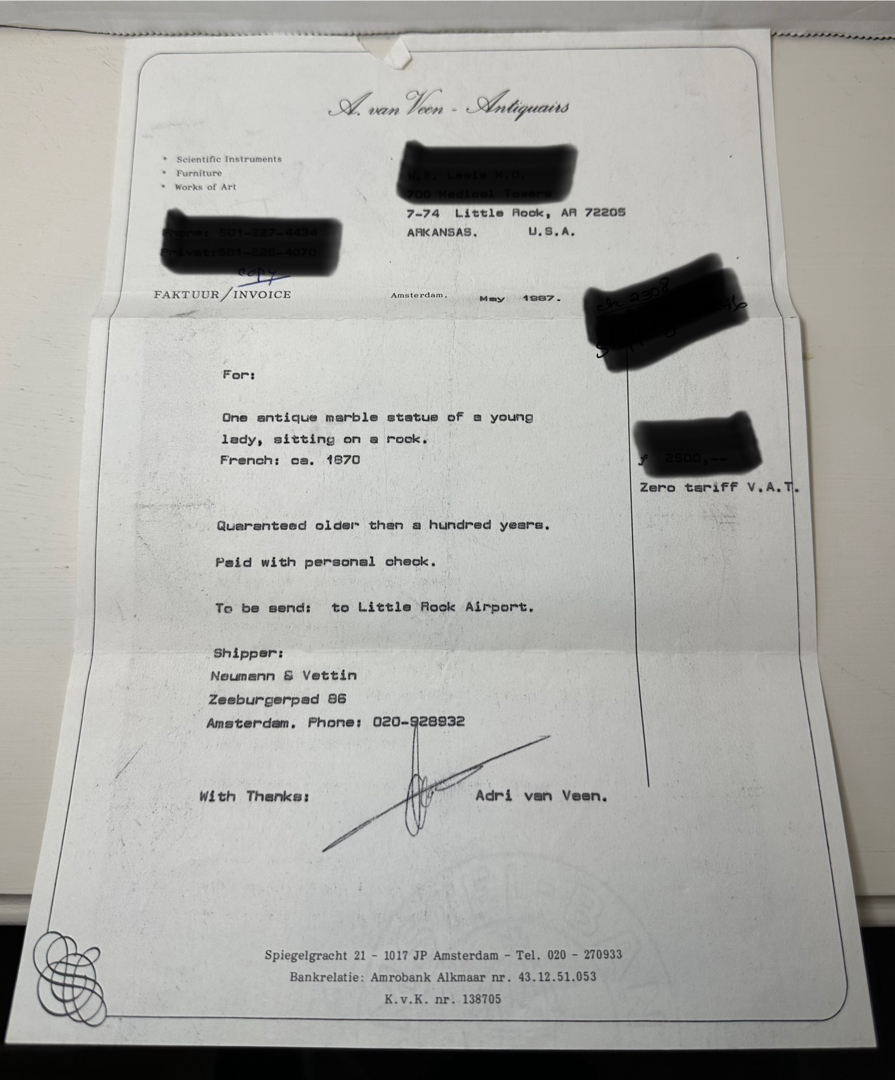 A. van Veen - Antiquairs
* Scientific Instruments
* Furniture
* Works of Art
7-74 Little Rock, AR 72205
ARKANSAS. U.S.A.
copy
FAKTUUR/INVOICE
Amsterdam, May 1987.
For:
One antique marble statue of a young
lady, sitting on a rock.
French: ca. 1870
Zero tariff V.A.T.
Quaranteed older than a hundred years.
Paid with personal check.
To be send: to Little Rock Airport.
Shipper:
Neumann & Vettin
Zeeburgerpad 86
Amsterdam. Phone: 020-928932
With Thanks: Adri van Veen.
Spiegelgracht 21 - 1017 JP Amsterdam - Tel. 020 - 270933
Bankrelatie: Amrobank Alkmaar nr. 43.12.51.053
K.v.K. nr. 138705